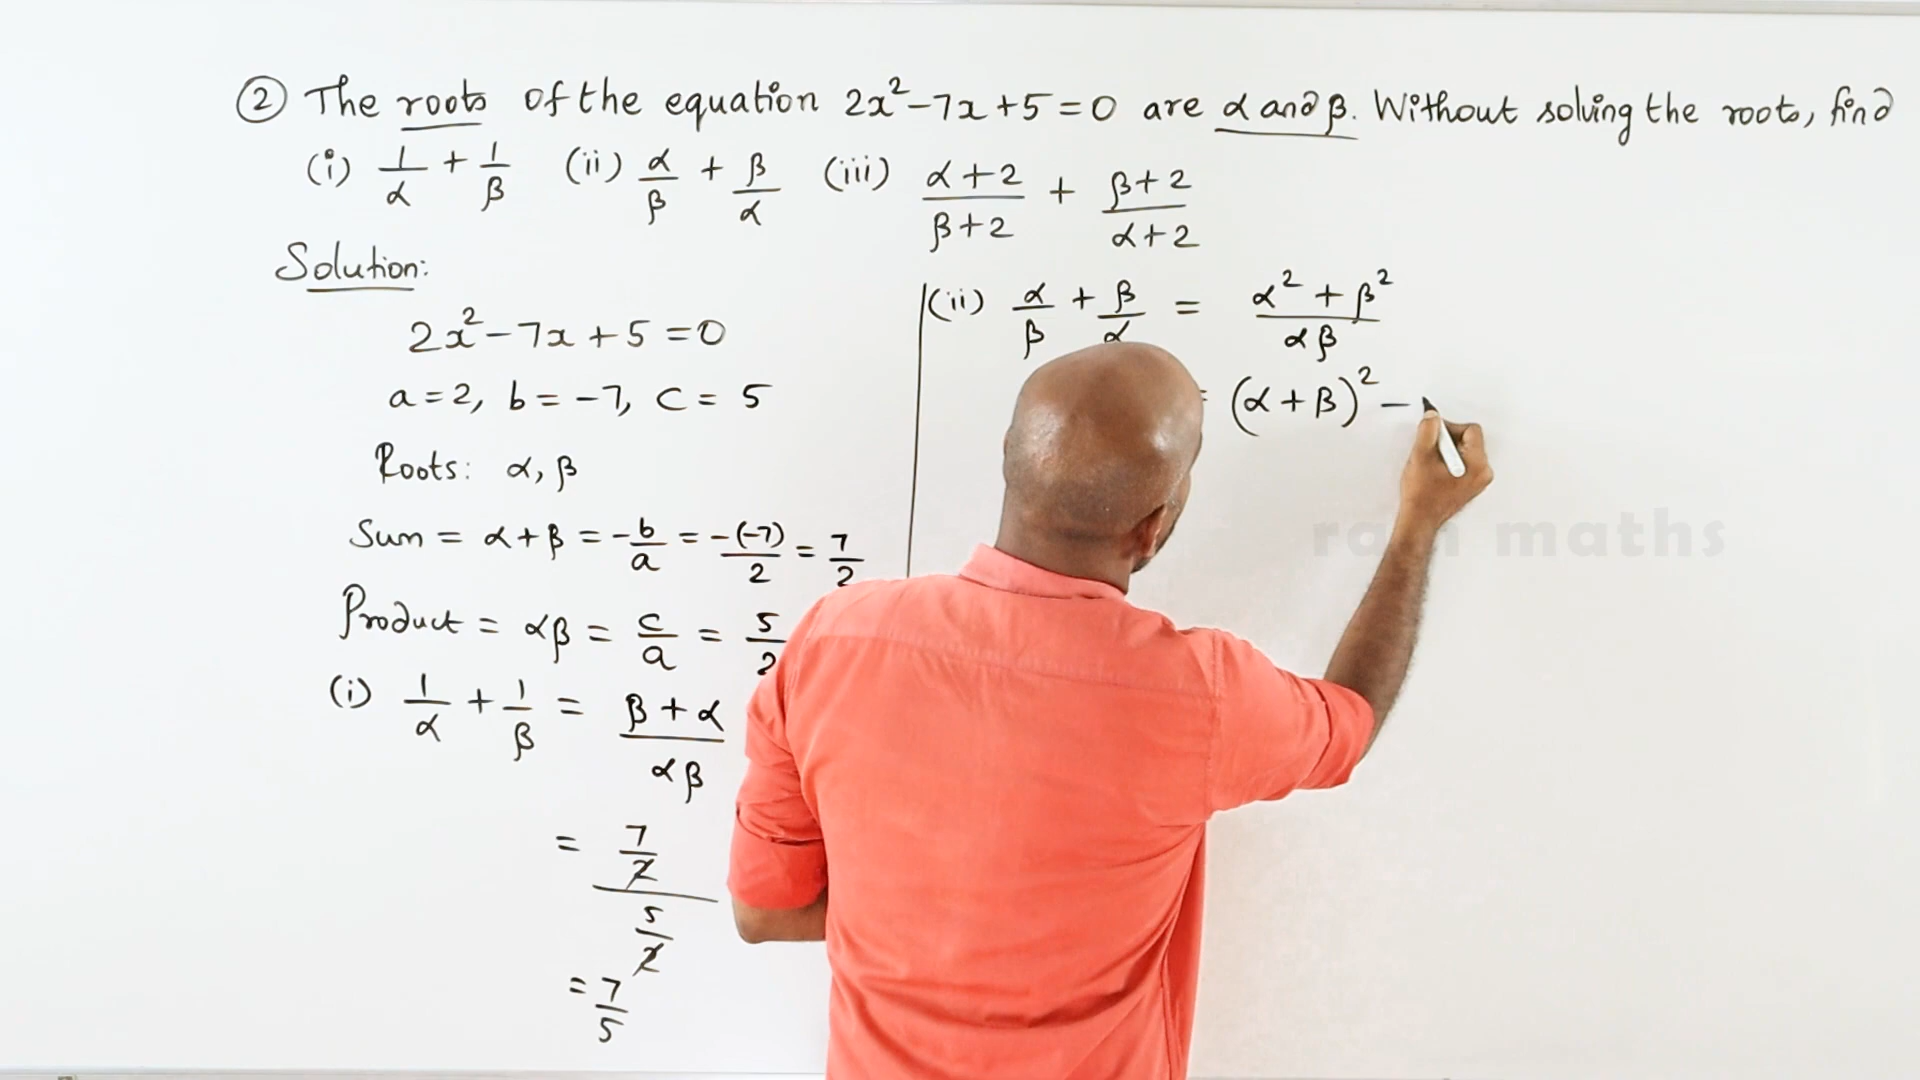 ② The roots of the equation 2x²-7x+5=0 are α and β. Without solving the roots, find
(i) 1/α + 1/β (ii) α/β + β/α (iii) (α+2)/(β+2) + (β+2)/(α+2)
Solution:
2x²-7x+5=0
a=2, b=-7, c=5
Roots: α, β
Sum = α+β = -b/a = -(-7)/2 = 7/2
Product = αβ = c/a = 5/2
(i) 1/α + 1/β = (β+α)/(αβ)
= (7/2)/(5/2)
= 7/5
(ii) α/β + β/α = (α²+β²)/(αβ)
= (α+β)² -
maths